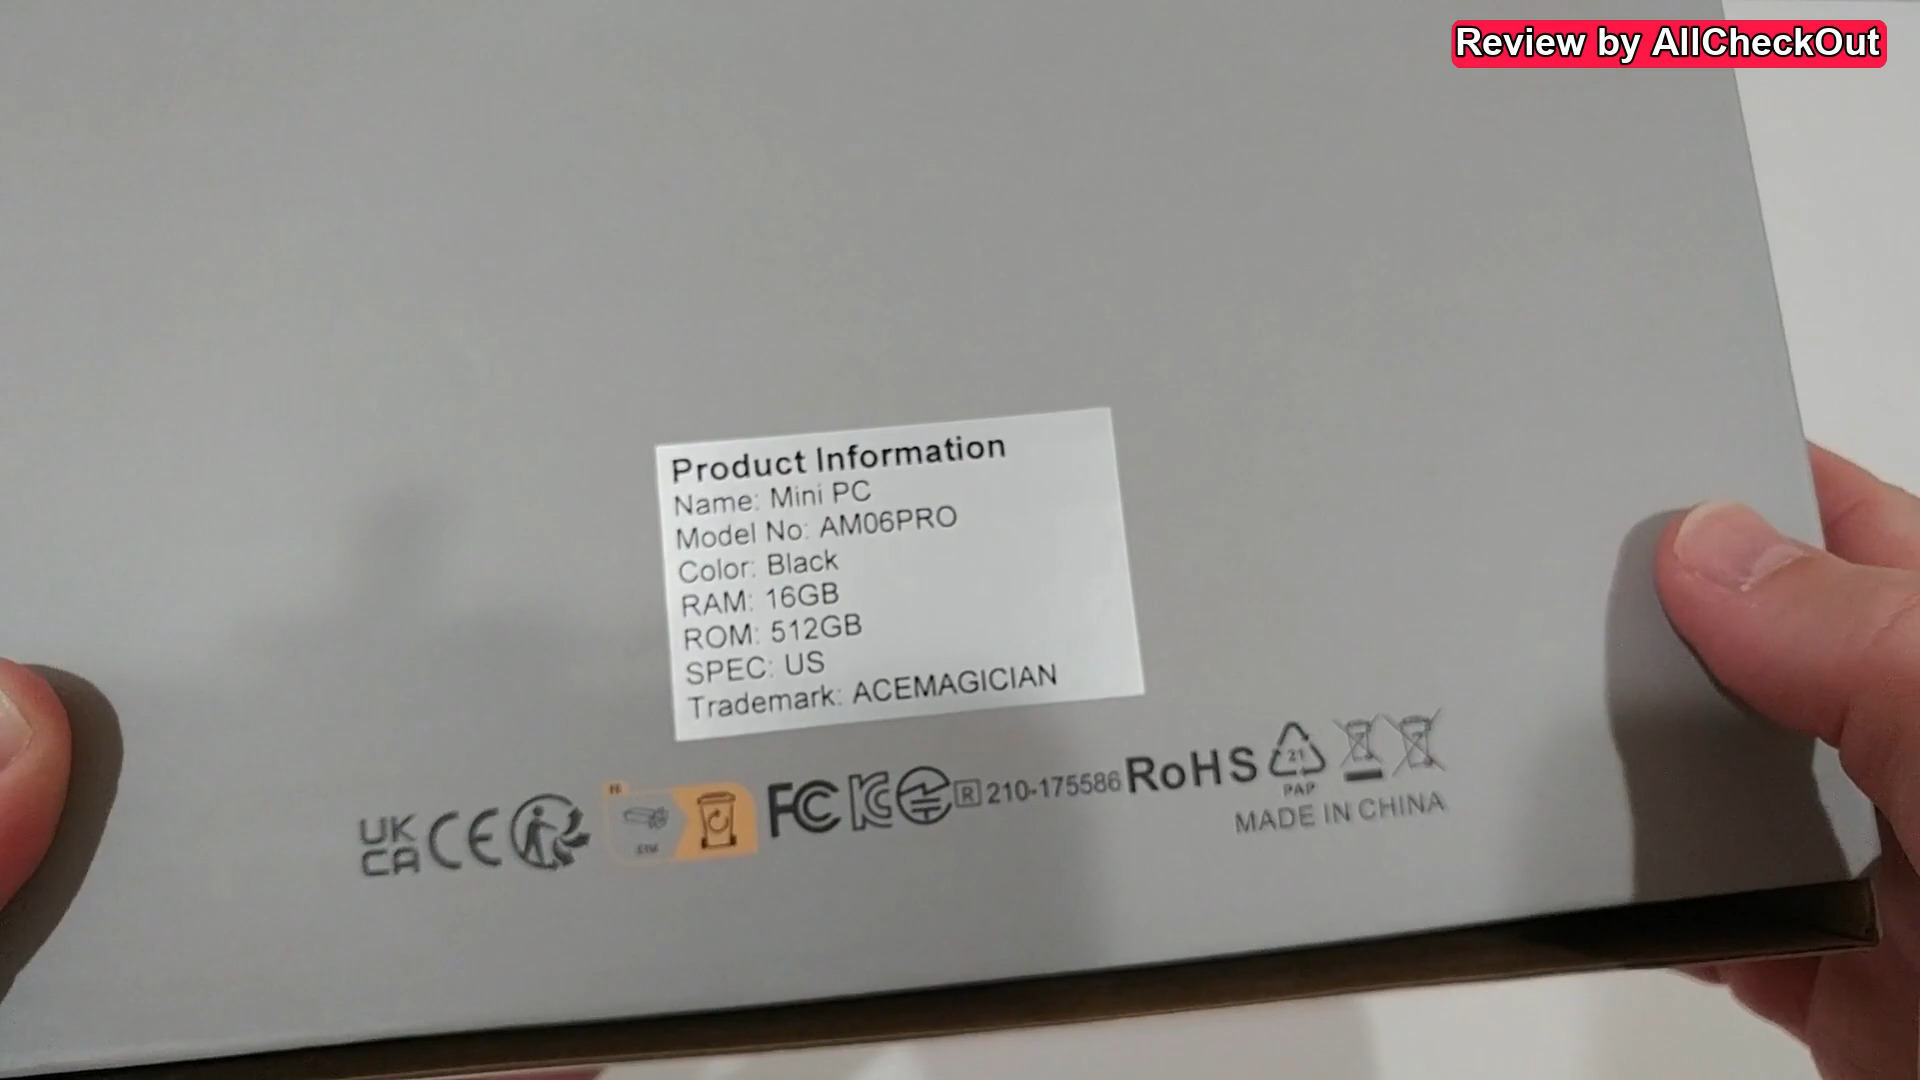 Review by AllCheckOut
Product Information
Name: Mini PC
Model No: AM06PRO
Color: Black
RAM: 16GB
ROM: 512GB
SPEC: US
Trademark: ACEMAGICIAN
UK
CA CE FC KC R 210-175586 RoHS 21
PAP
MADE IN CHINA